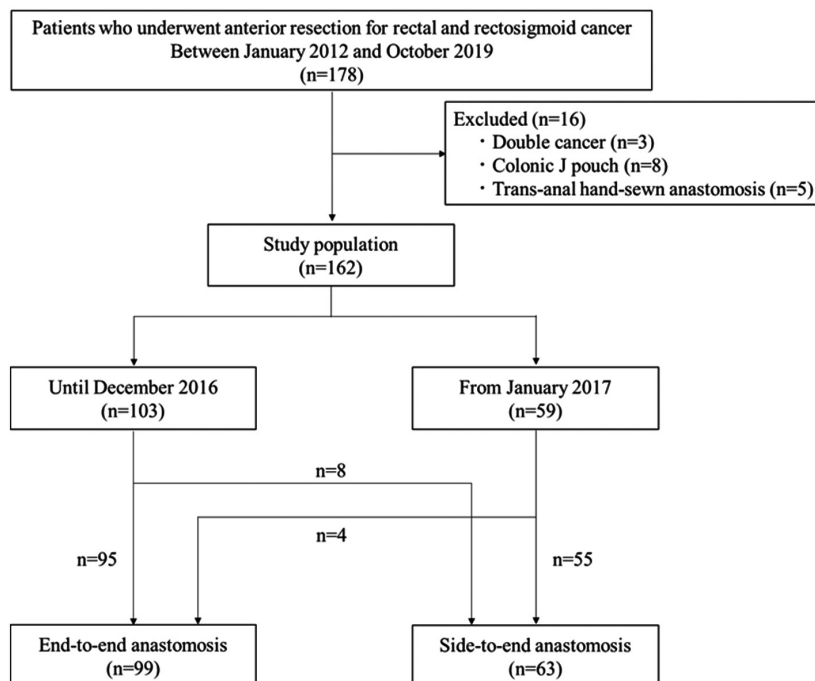 Patients who underwent anterior resection for rectal and rectosigmoid cancer
Between January 2012 and October 2019
(n=178)
Excluded (n=16)
・Double cancer (n=3)
・Colonic J pouch (n=8)
・Trans-anal hand-sewn anastomosis (n=5)
Study population
(n=162)
Until December 2016
(n=103)
From January 2017
(n=59)
n=8
n=4
n=95
n=55
End-to-end anastomosis
(n=99)
Side-to-end anastomosis
(n=63)